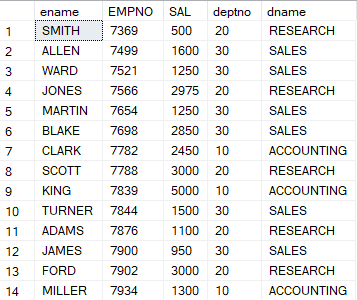 ename EMPNO SAL deptno dname
1 SMITH 7369 500 20 RESEARCH
2 ALLEN 7499 1600 30 SALES
3 WARD 7521 1250 30 SALES
4 JONES 7566 2975 20 RESEARCH
5 MARTIN 7654 1250 30 SALES
6 BLAKE 7698 2850 30 SALES
7 CLARK 7782 2450 10 ACCOUNTING
8 SCOTT 7788 3000 20 RESEARCH
9 KING 7839 5000 10 ACCOUNTING
10 TURNER 7844 1500 30 SALES
11 ADAMS 7876 1100 20 RESEARCH
12 JAMES 7900 950 30 SALES
13 FORD 7902 3000 20 RESEARCH
14 MILLER 7934 1300 10 ACCOUNTING